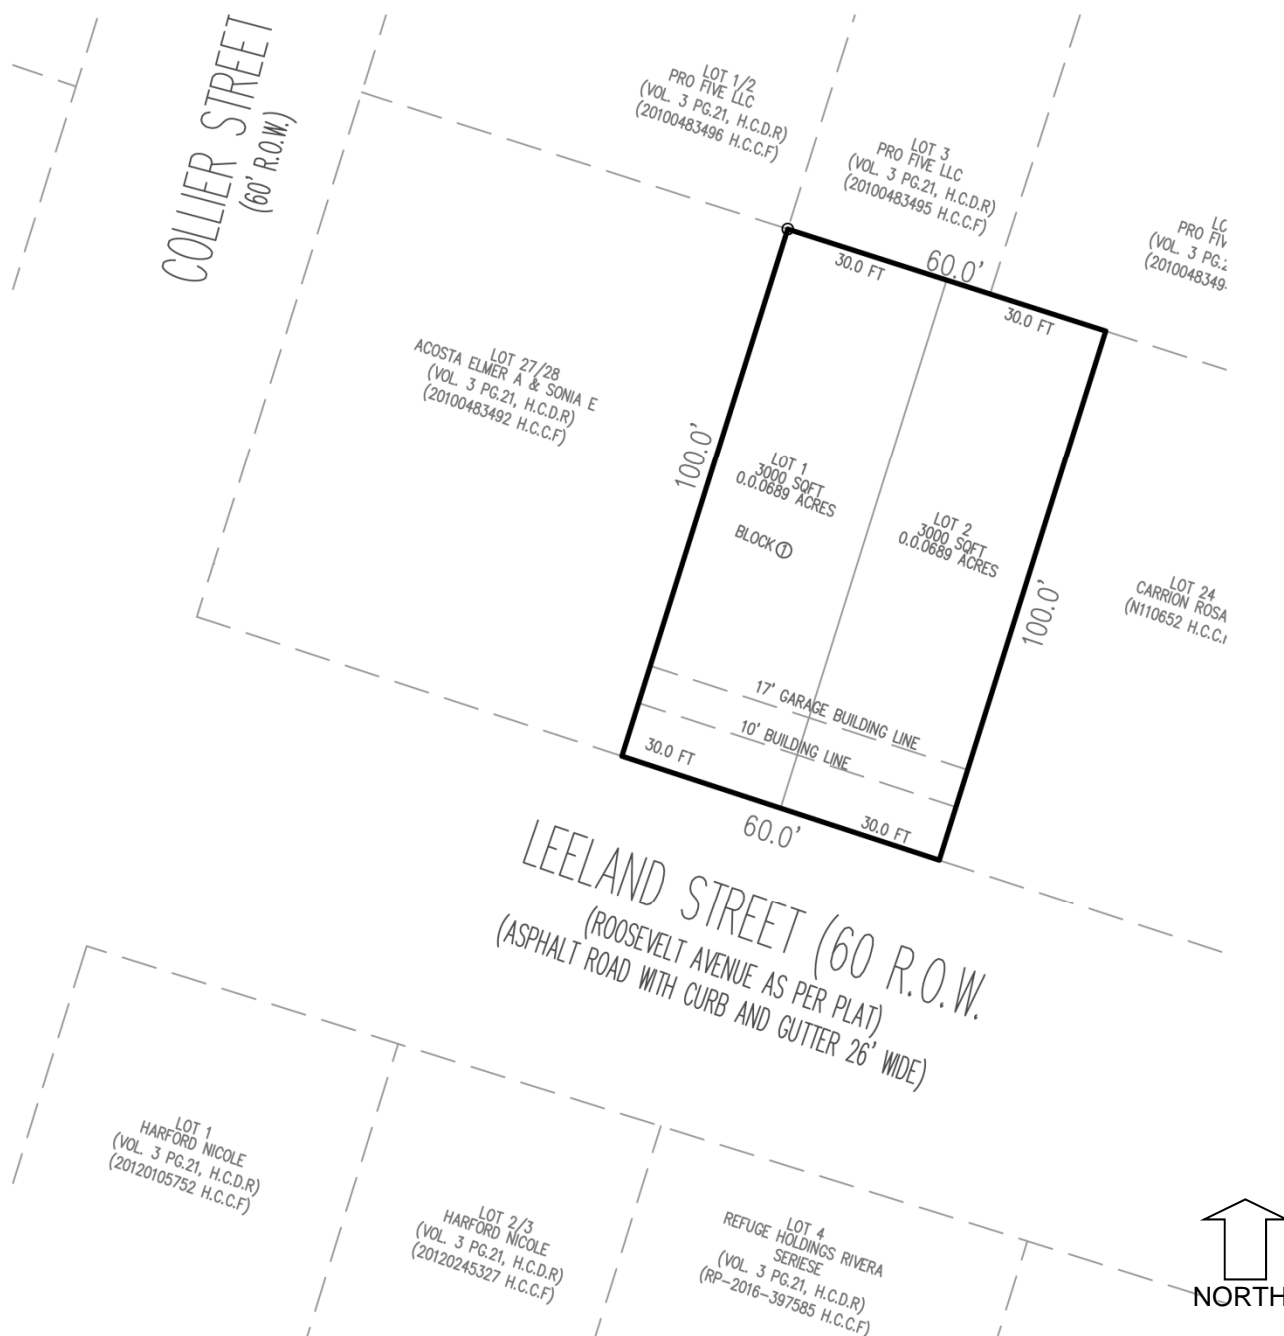 COLLIER STREET
(60' R.O.W.)
LOT 1/2
PRO FIVE LLC
(VOL. 3 PG.21, H.C.D.R)
(20100483496 H.C.C.F)
LOT 3
PRO FIVE LLC
(VOL. 3 PG.21, H.C.D.R)
(20100483495 H.C.C.F)
LO
PRO FIV
(VOL. 3 PG.2
(2010048349
30.0 FT
60.0'
30.0 FT
LOT 27/28
ACOSTA ELMER A & SONIA E
(VOL. 3 PG.21, H.C.D.R)
(20100483492 H.C.C.F)
100.0'
LOT 1
3000 SQFT
0.0.0689 ACRES
BLOCK 1
LOT 2
3000 SQFT
0.0.0689 ACRES
100.0'
LOT 24
CARRION ROSA
(N110652 H.C.C.
17' GARAGE BUILDING LINE
10' BUILDING LINE
30.0 FT
60.0'
30.0 FT
LEELAND STREET (60 R.O.W.
(ROOSEVELT AVENUE AS PER PLAT)
(ASPHALT ROAD WITH CURB AND GUTTER 26' WIDE)
LOT 1
HARFORD NICOLE
(VOL. 3 PG.21, H.C.D.R)
(20120105752 H.C.C.F)
LOT 2/3
HARFORD NICOLE
(VOL. 3 PG.21, H.C.D.R)
(20120245327 H.C.C.F)
LOT 4
REFUGE HOLDINGS RIVERA
SERIESE
(VOL. 3 PG.21, H.C.D.R)
(RP-2016-397585 H.C.C.F)
NORTH